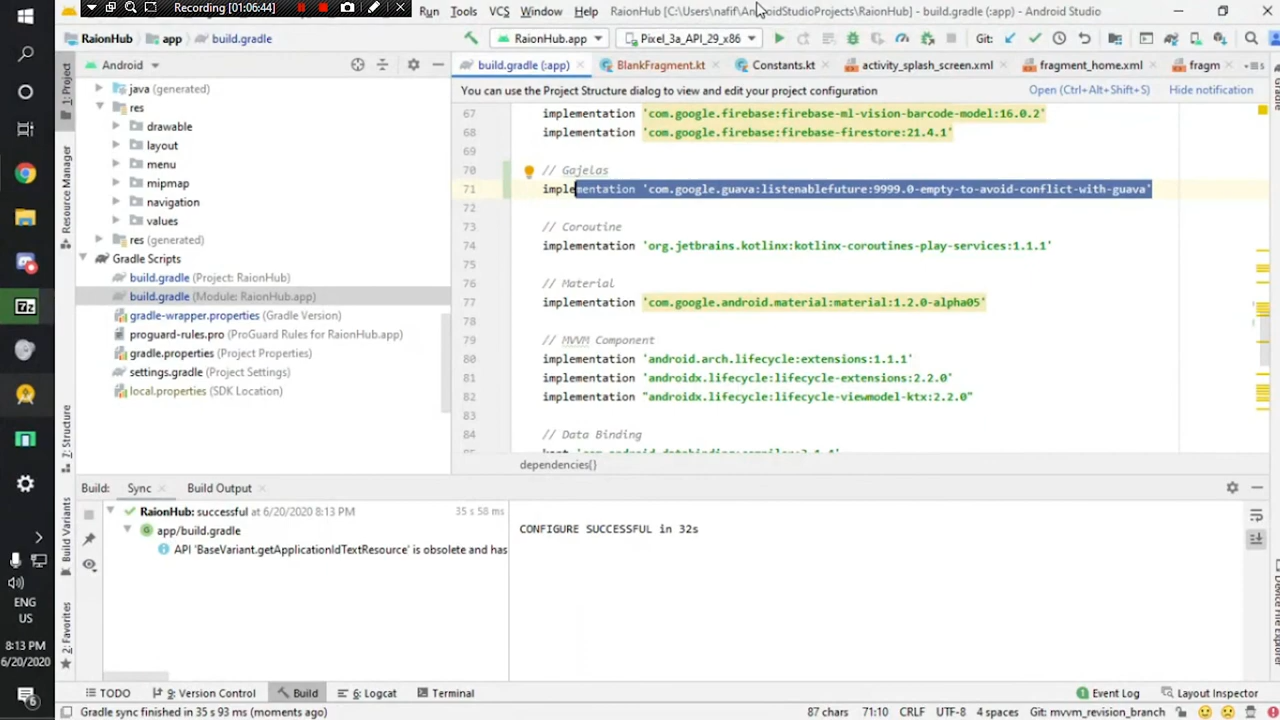 Recording [01:06:44]
Run Tools VCS Window Help RaionHub [C:\Users\nafif\AndroidStudioProjects\RaionHub] - build.gradle (:app) - Android Studio
RaionHub app build.gradle RaionHub.app Pixel_3a_API_29_x86 Git:
1: Project
Android
build.gradle (:app) BlankFragment.kt Constants.kt activity_splash_screen.xml fragment_home.xml fragm
You can use the Project Structure dialog to view and edit your project configuration Open (Ctrl+Alt+Shift+S) Hide notification
java (generated)
res
drawable
layout
menu
mipmap
navigation
values
res (generated)
Gradle Scripts
build.gradle (Project: RaionHub)
build.gradle (Module: RaionHub.app)
gradle-wrapper.properties (Gradle Version)
proguard-rules.pro (ProGuard Rules for RaionHub.app)
gradle.properties (Project Properties)
settings.gradle (Project Settings)
local.properties (SDK Location)
Resource Manager
7: Structure
Build Variants
2: Favorites
67 implementation 'com.google.firebase:firebase-ml-vision-barcode-model:16.0.2'
68 implementation 'com.google.firebase:firebase-firestore:21.4.1'
69
70 // Gajelas
71 implementation 'com.google.guava:listenablefuture:9999.0-empty-to-avoid-conflict-with-guava'
72
73 // Coroutine
74 implementation 'org.jetbrains.kotlinx:kotlinx-coroutines-play-services:1.1.1'
75
76 // Material
77 implementation 'com.google.android.material:material:1.2.0-alpha05'
78
79 // MVVM Component
80 implementation 'android.arch.lifecycle:extensions:1.1.1'
81 implementation 'androidx.lifecycle:lifecycle-extensions:2.2.0'
82 implementation "androidx.lifecycle:lifecycle-viewmodel-ktx:2.2.0"
83
84 // Data Binding
dependencies{}
Build: Sync Build Output
RaionHub: successful at 6/20/2020 8:13 PM 35 s 58 ms
app/build.gradle
API 'BaseVariant.getApplicationIdTextResource' is obsolete and has
CONFIGURE SUCCESSFUL in 32s
ENG
US
8:13 PM
6/20/2020
6
TODO 9: Version Control Build 6: Logcat Terminal Event Log Layout Inspector
Gradle sync finished in 35 s 93 ms (moments ago) 87 chars 71:10 CRLF UTF-8 4 spaces Git: mvvm_revision_branch